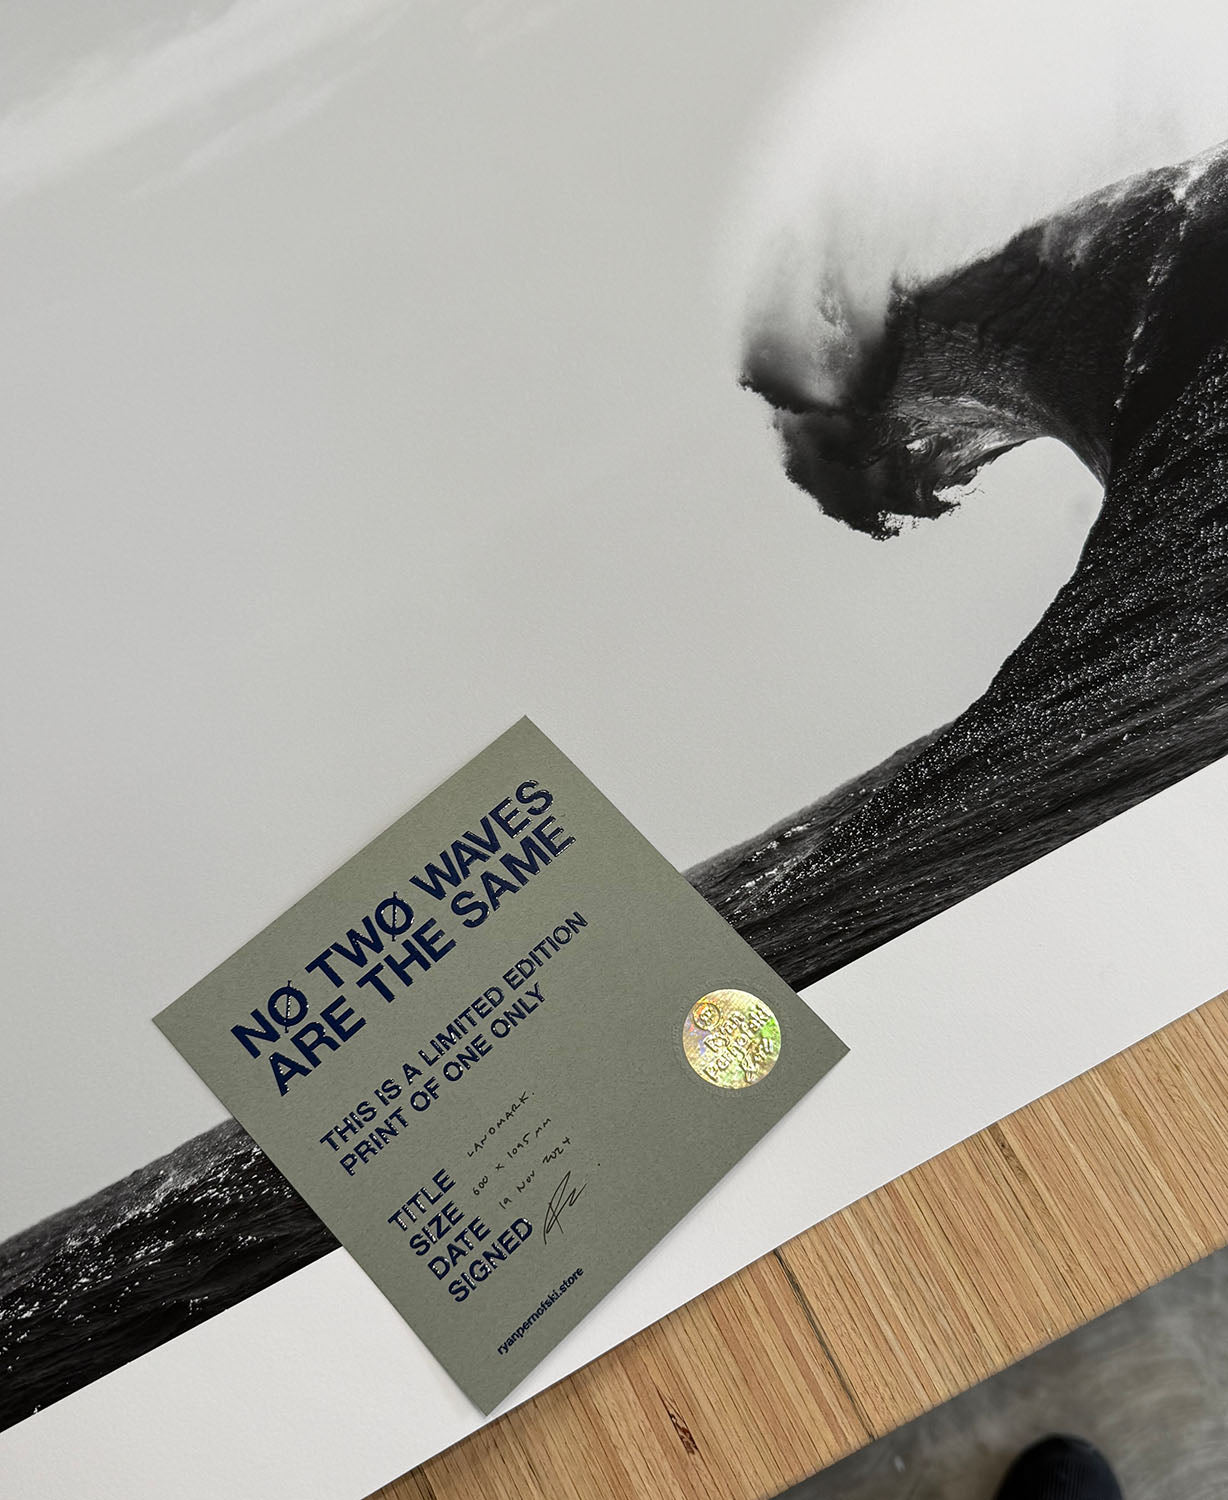 NØ TWØ WAVES
ARE THE SAME
THIS IS A LIMITED EDITION
PRINT OF ONE ONLY
TITLE LANDMARK.
SIZE 600 x 1095 MM
DATE 19 NOV 2024
SIGNED
ryanpernofski.store